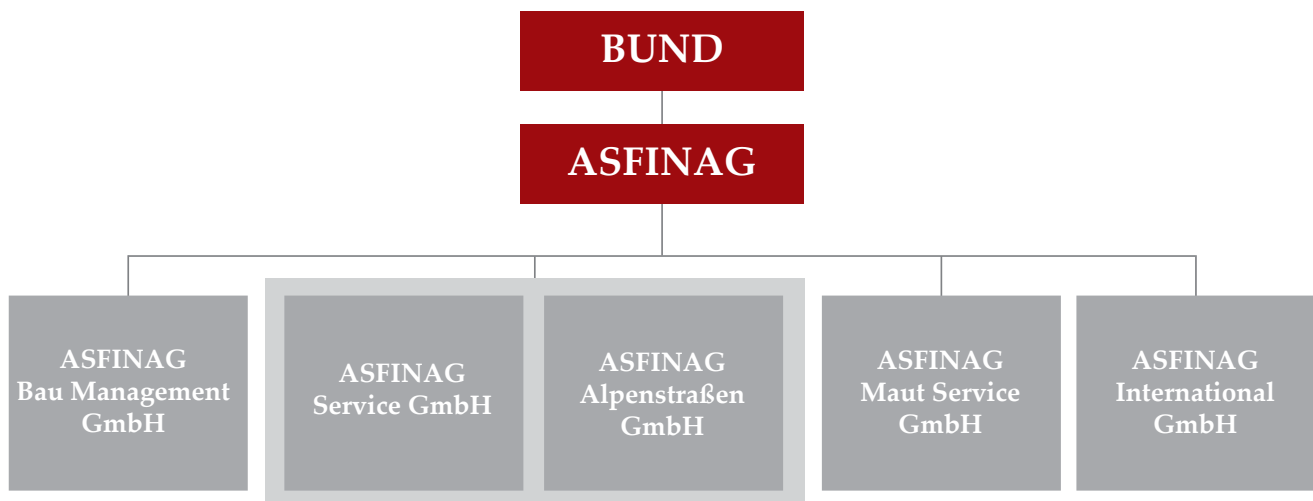 BUND
ASFINAG
ASFINAG
Bau Management
GmbH
ASFINAG
Service GmbH
ASFINAG
Alpenstraßen
GmbH
ASFINAG
Maut Service
GmbH
ASFINAG
International
GmbH